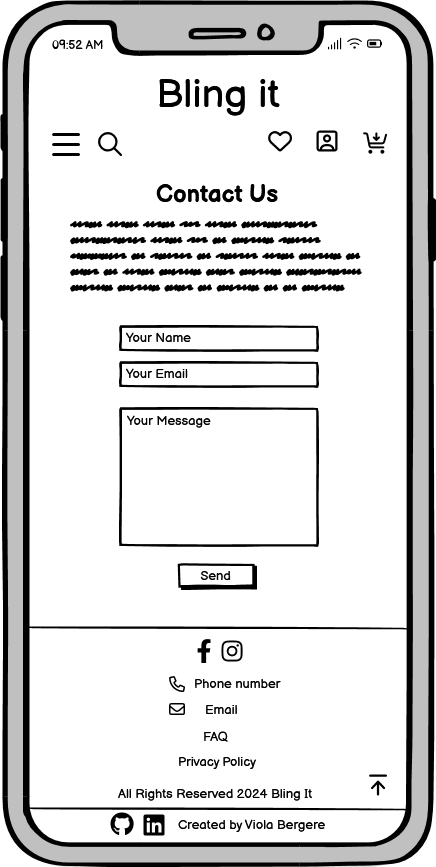 09:52 AM
Bling it
Contact Us
Your Name
Your Email
Your Message
Send
Phone number
Email
FAQ
Privacy Policy
All Rights Reserved 2024 Bling It
Created by Viola Bergere